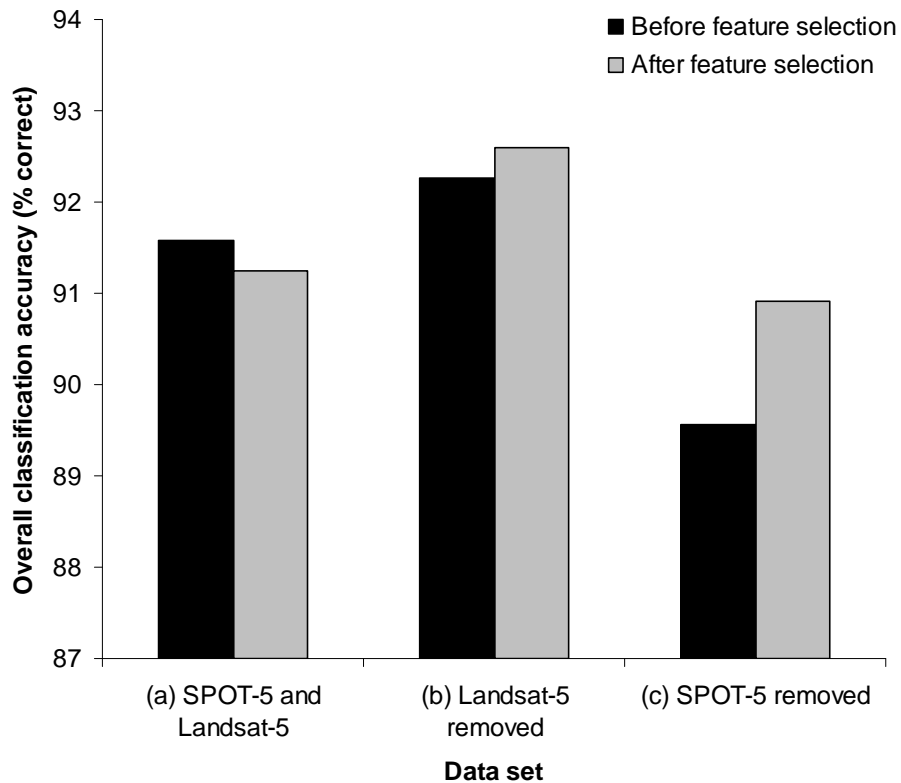 Overall classification accuracy (% correct)
94
93
92
91
90
89
88
87
Before feature selection
After feature selection
(a) SPOT-5 and
Landsat-5
(b) Landsat-5
removed
(c) SPOT-5 removed
Data set